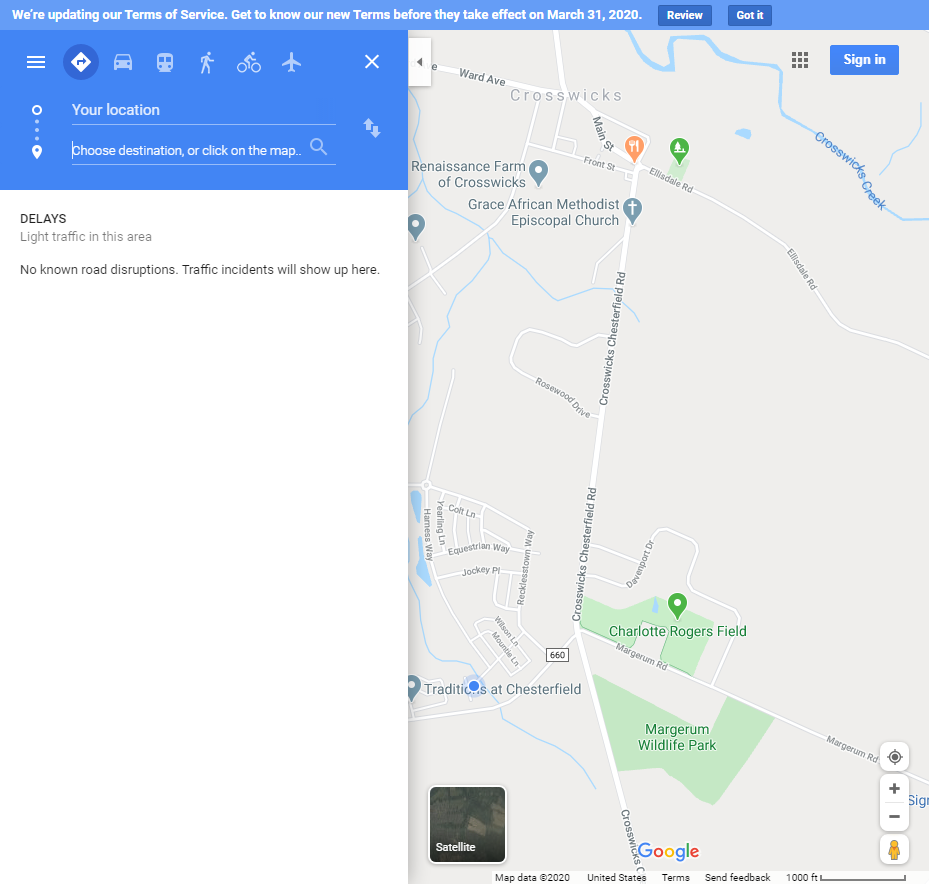 We're updating our Terms of Service. Get to know our new Terms before they take effect on March 31, 2020.
Review
Got it
Your location
Choose destination, or click on the map..
DELAYS
Light traffic in this area
No known road disruptions. Traffic incidents will show up here.
Sign in
Ward Ave
Crosswicks
Main St
Front St
Ellisdale Rd
Crosswicks Creek
Renaissance Farm
of Crosswicks
Grace African Methodist
Episcopal Church
Ellisdale Rd
Crosswicks Chesterfield Rd
Rosewood Drive
Crosswicks Chesterfield Rd
Colt Ln
Yearling Ln
Harness Way
Equestrian Way
Recklesstown Way
Jockey Pl
Davenport Dr
Wilson Ln
Mountie Ln
Charlotte Rogers Field
660
Margerum Rd
Traditions at Chesterfield
Margerum
Wildlife Park
Margerum Rd
Sign
Crosswicks C
Satellite
Google
Map data ©2020
United States
Terms
Send feedback
1000 ft